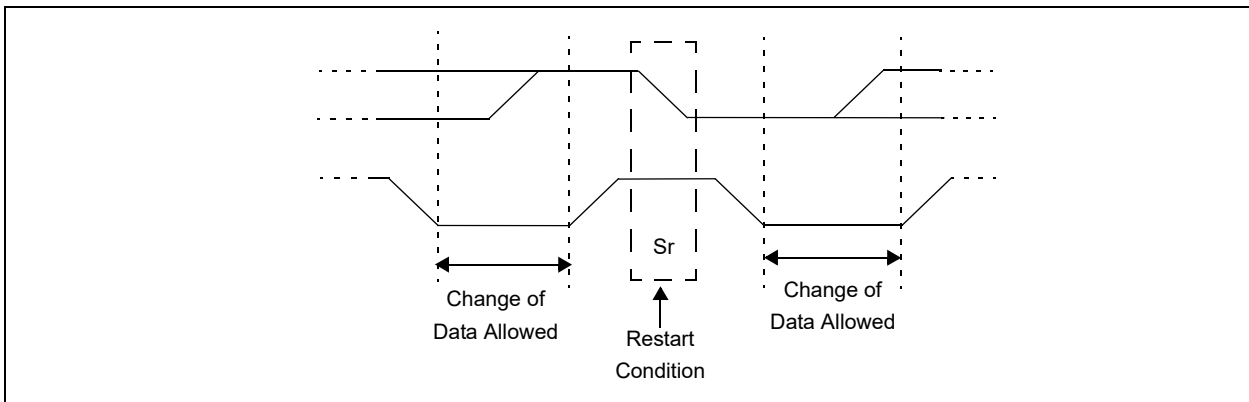 Sr
Change of
Data Allowed
Restart
Condition
Change of
Data Allowed